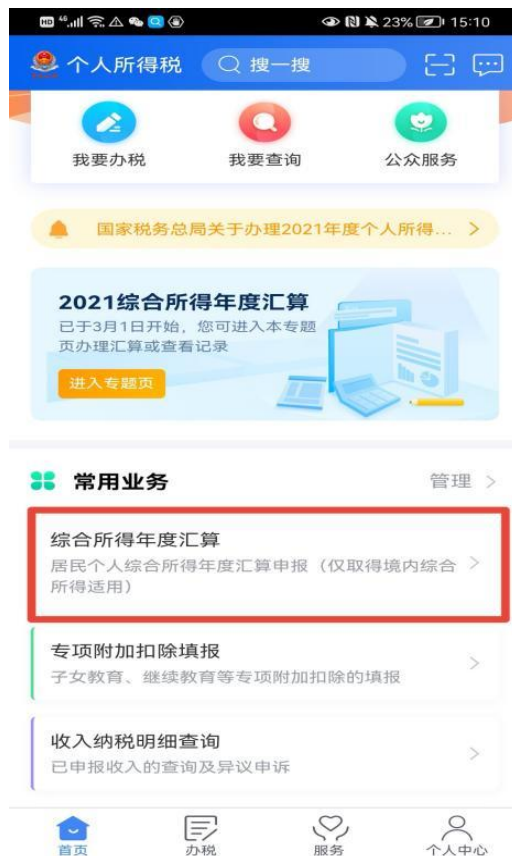 HD 46 23% 15:10
个人所得税 搜一搜
我要办税 我要查询 公众服务
国家税务总局关于办理2021年度个人所得... >
2021综合所得年度汇算
已于3月1日开始，您可进入本专题
页办理汇算或查看记录
进入专题页
常用业务 管理 >
综合所得年度汇算
居民个人综合所得年度汇算申报（仅取得境内综合
所得适用）
专项附加扣除填报
子女教育、继续教育等专项附加扣除的填报
收入纳税明细查询
已申报收入的查询及异议申诉
首页 办税 服务 个人中心